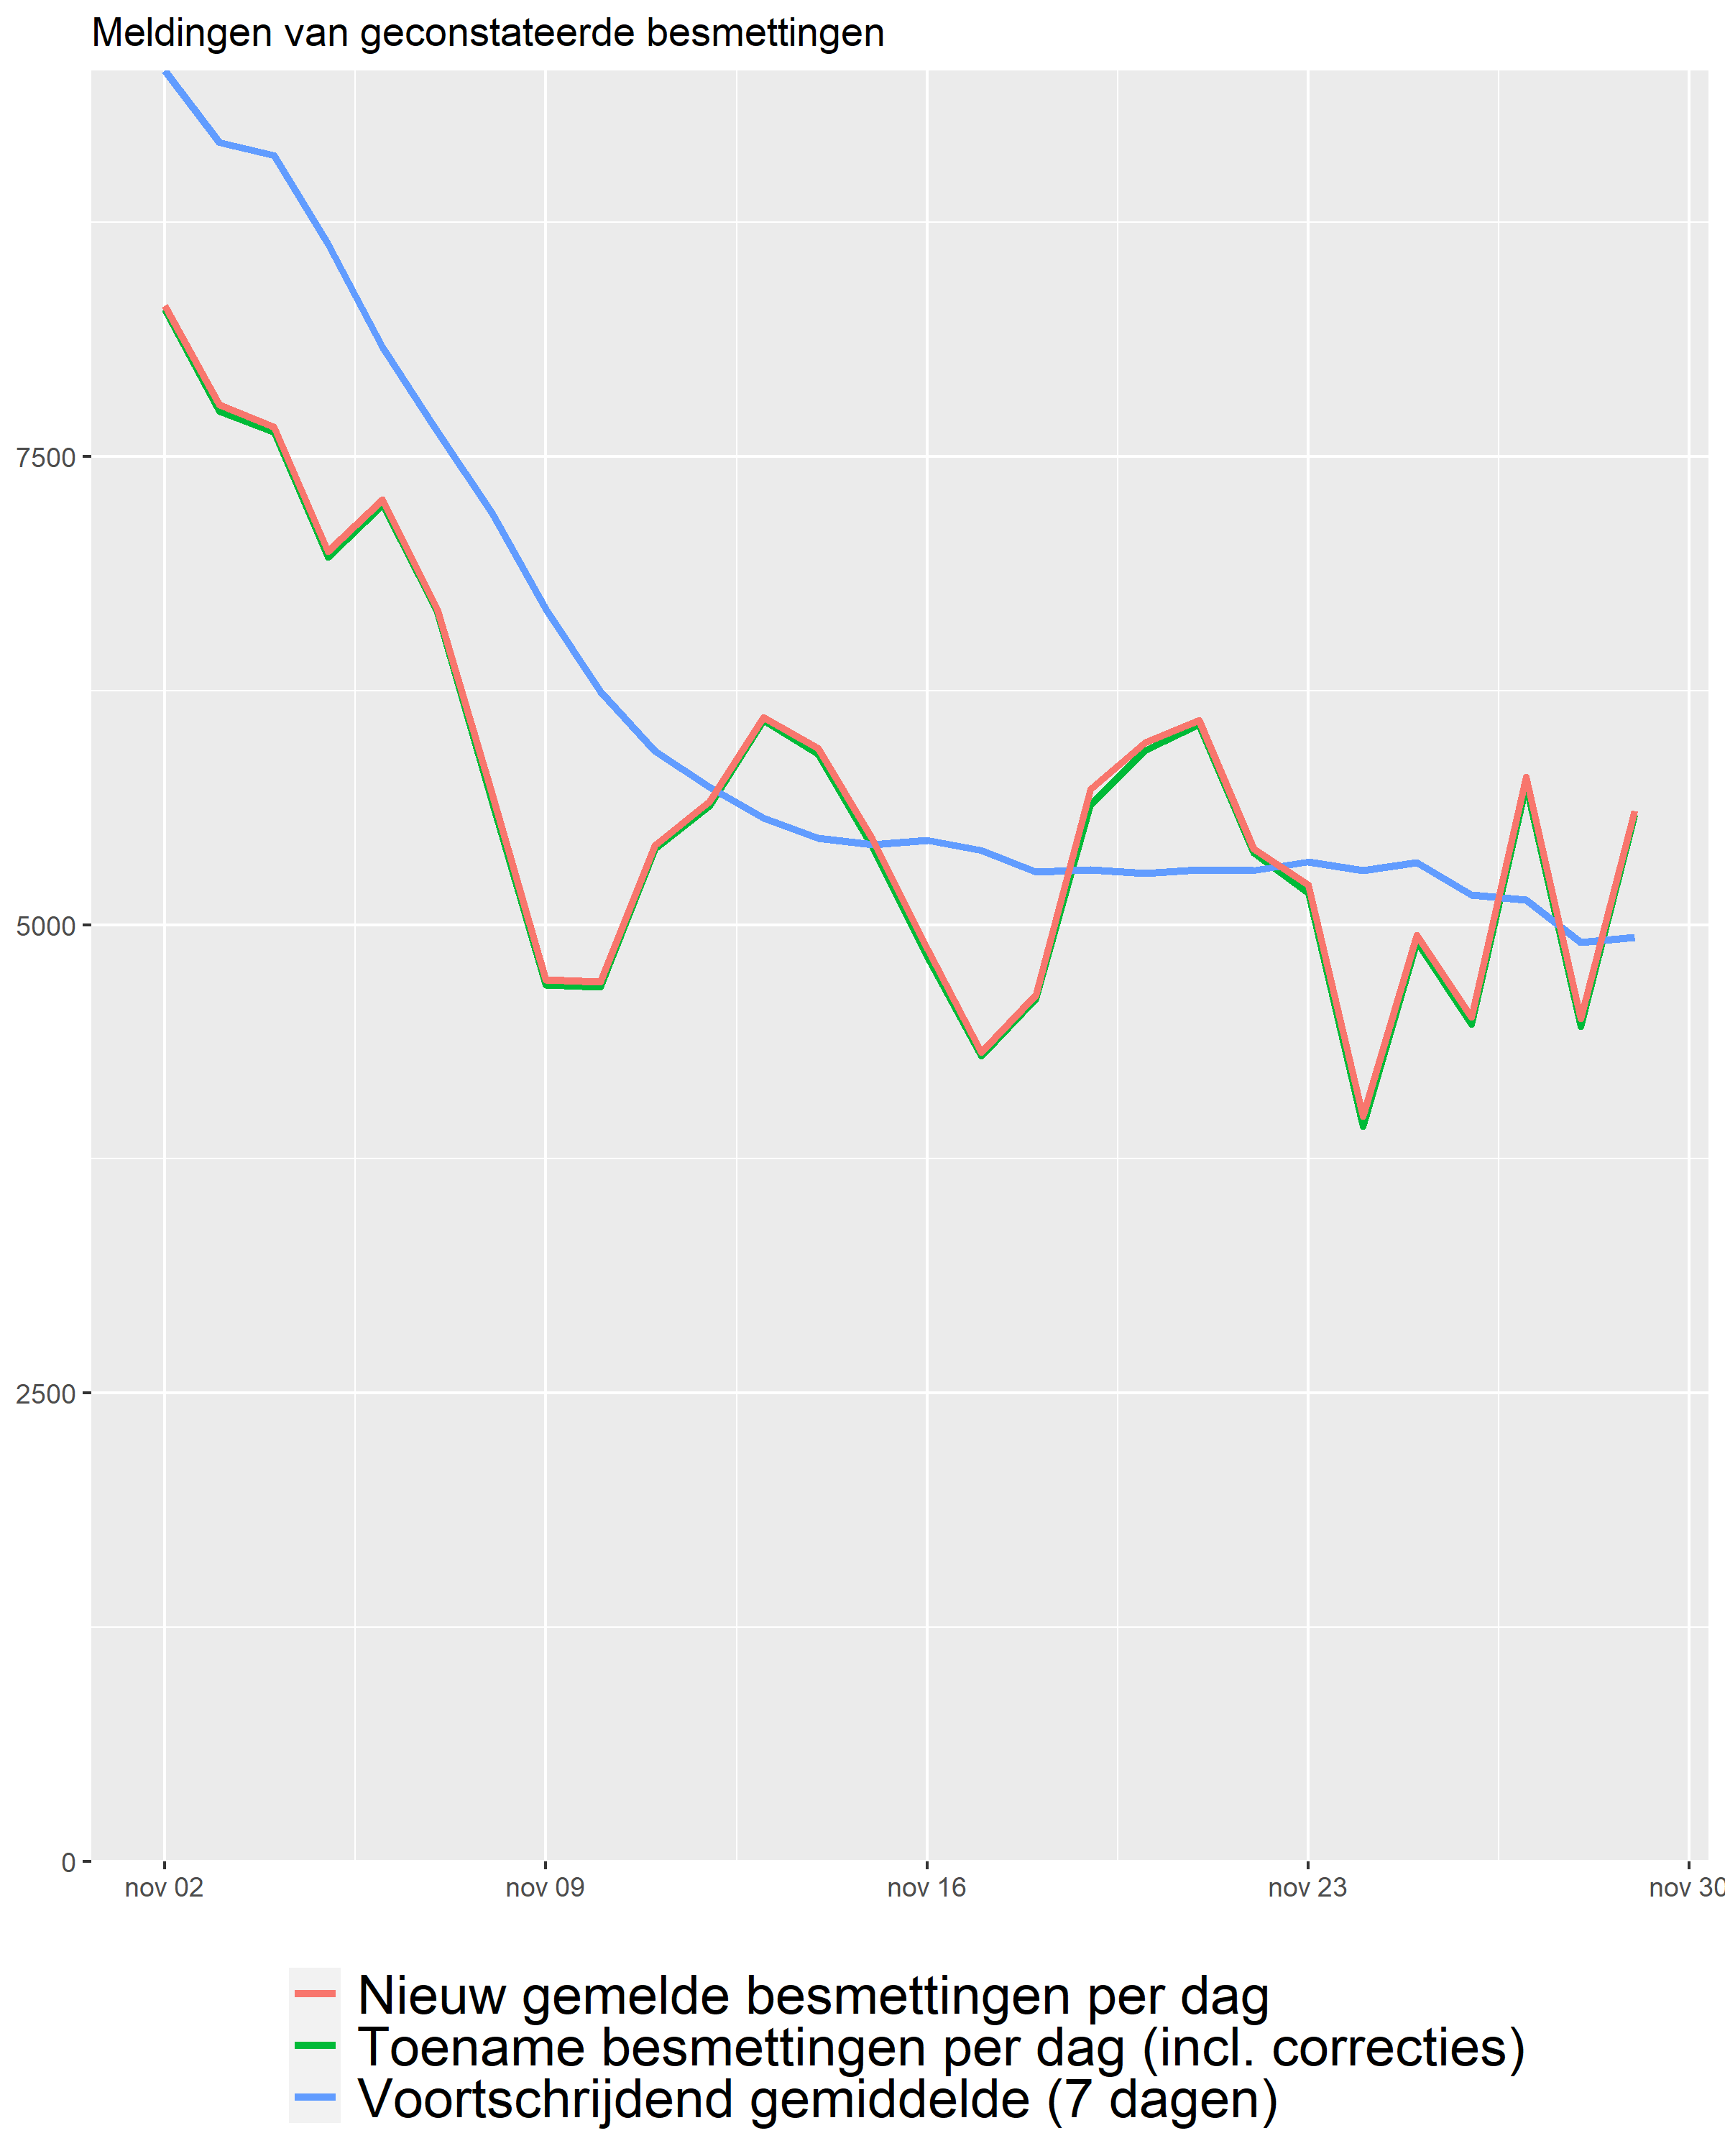 Meldingen van geconstateerde besmettingen
7500
5000
2500
0
nov 02
nov 09
nov 16
nov 23
nov 30
Nieuw gemelde besmettingen per dag
Toename besmettingen per dag (incl. correcties)
Voortschrijdend gemiddelde (7 dagen)